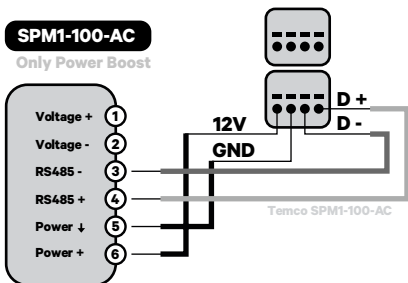 SPM1-100-AC
Only Power Boost
D +
12V
D -
GND
Voltage + 1
Voltage - 2
RS485 - 3
RS485 + 4
Power ⏚ 5
Power + 6
Temco SPM1-100-AC